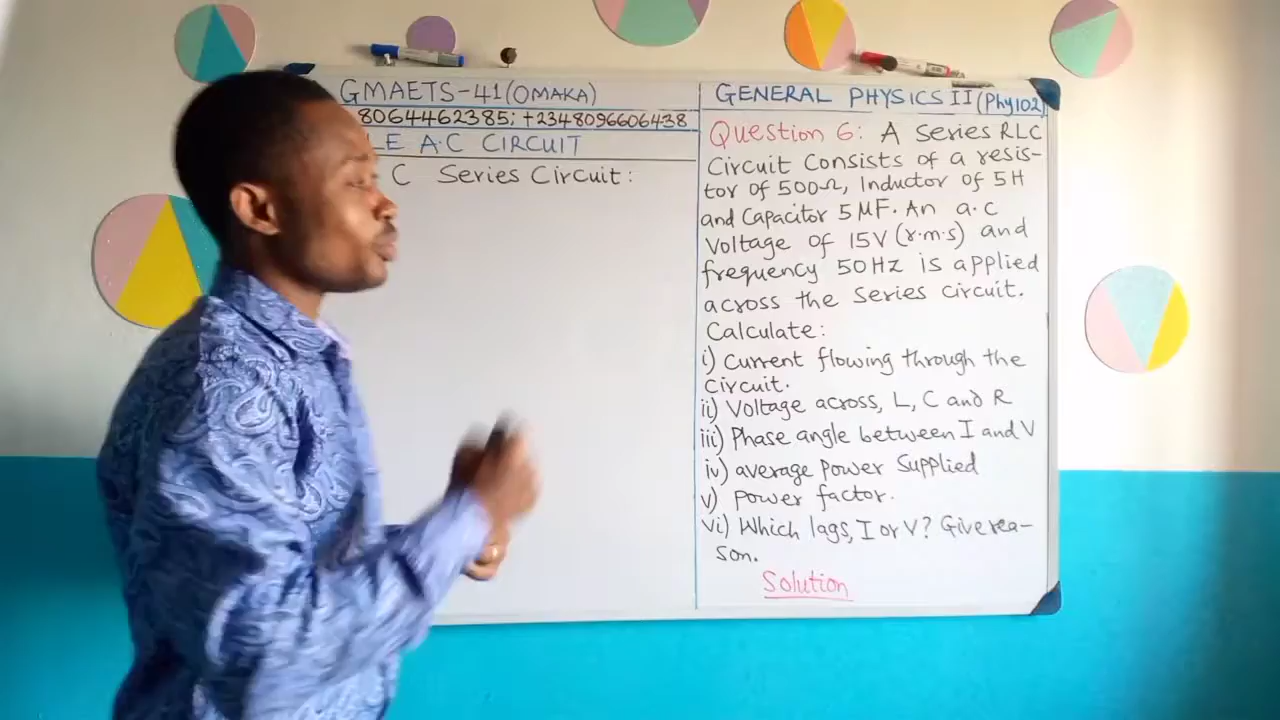 GMAETS-41(OMAKA)
8064462385; +2348096606438
LE A.C CIRCUIT
C Series Circuit:
GENERAL PHYSICS II (Phy102)
Question 6: A Series RLC
Circuit Consists of a resis-
tor of 500Ω, Inductor of 5H
and Capacitor 5μF. An a.c
Voltage of 15V (r.m.s) and
frequency 50Hz is applied
across the Series Circuit.
Calculate:
i) Current flowing through the
Circuit.
ii) Voltage across, L, C and R
iii) Phase angle between I and V
iv) average power Supplied
v) power factor.
vi) Which lags, I or V? Give rea-
son.
Solution